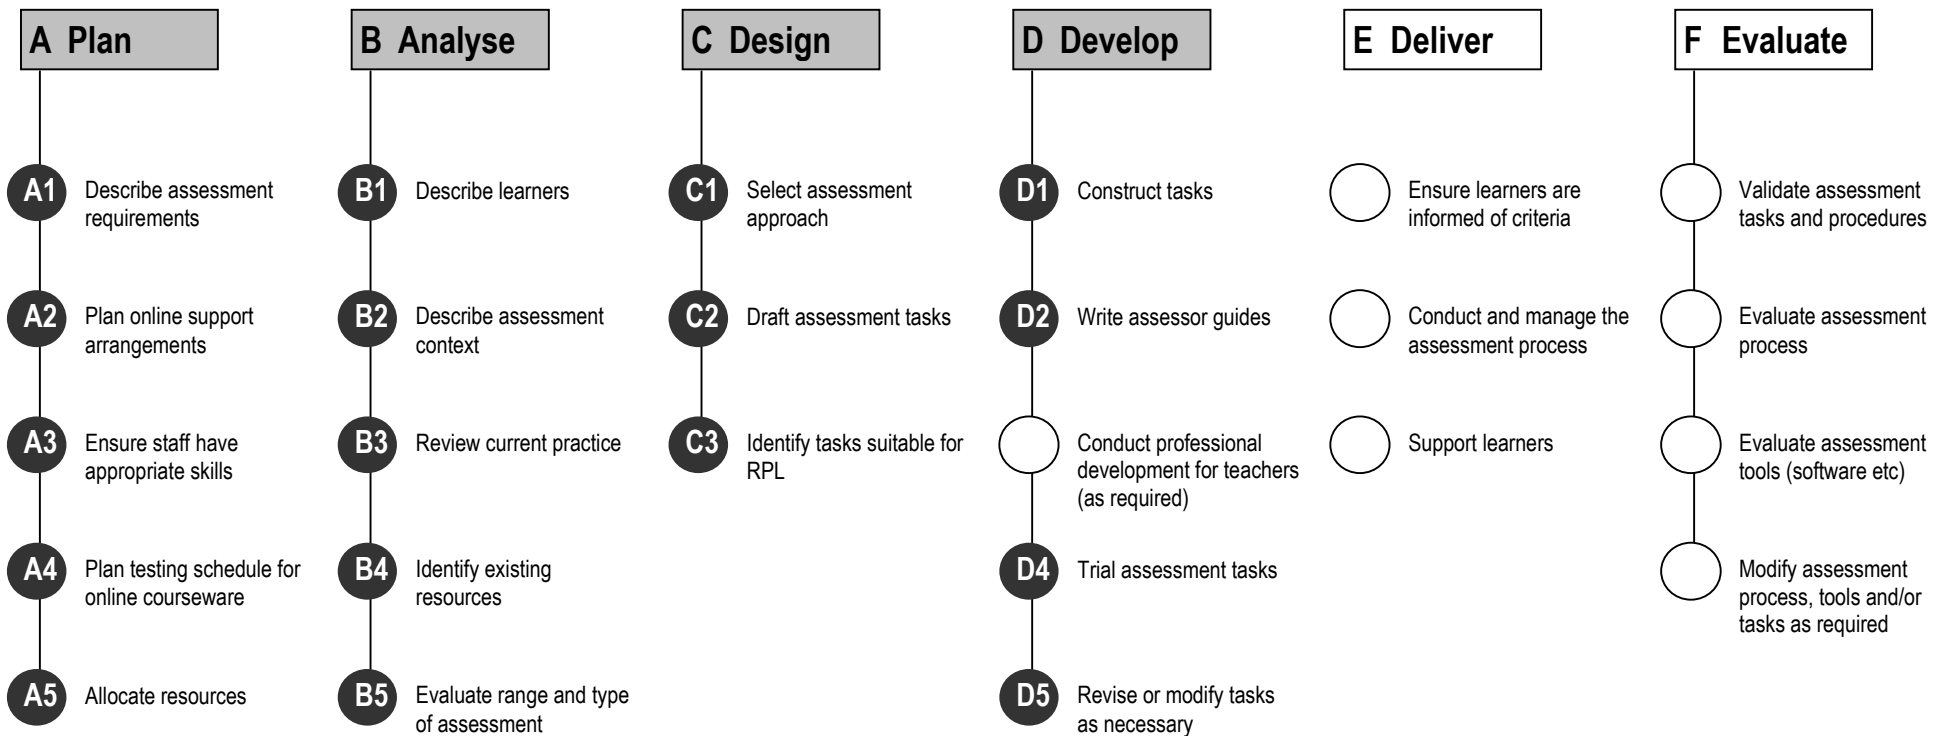 A Plan
A1
Describe assessment
requirements
A2
Plan online support
arrangements
A3
Ensure staff have
appropriate skills
A4
Plan testing schedule for
online courseware
A5
Allocate resources
B Analyse
B1
Describe learners
B2
Describe assessment
context
B3
Review current practice
B4
Identify existing
resources
B5
Evaluate range and type
of assessment
C Design
C1
Select assessment
approach
C2
Draft assessment tasks
C3
Identify tasks suitable for
RPL
D Develop
D1
Construct tasks
D2
Write assessor guides
Conduct professional
development for teachers
(as required)
D4
Trial assessment tasks
D5
Revise or modify tasks
as necessary
E Deliver
Ensure learners are
informed of criteria
Conduct and manage the
assessment process
Support learners
F Evaluate
Validate assessment
tasks and procedures
Evaluate assessment
process
Evaluate assessment
tools (software etc)
Modify assessment
process, tools and/or
tasks as required